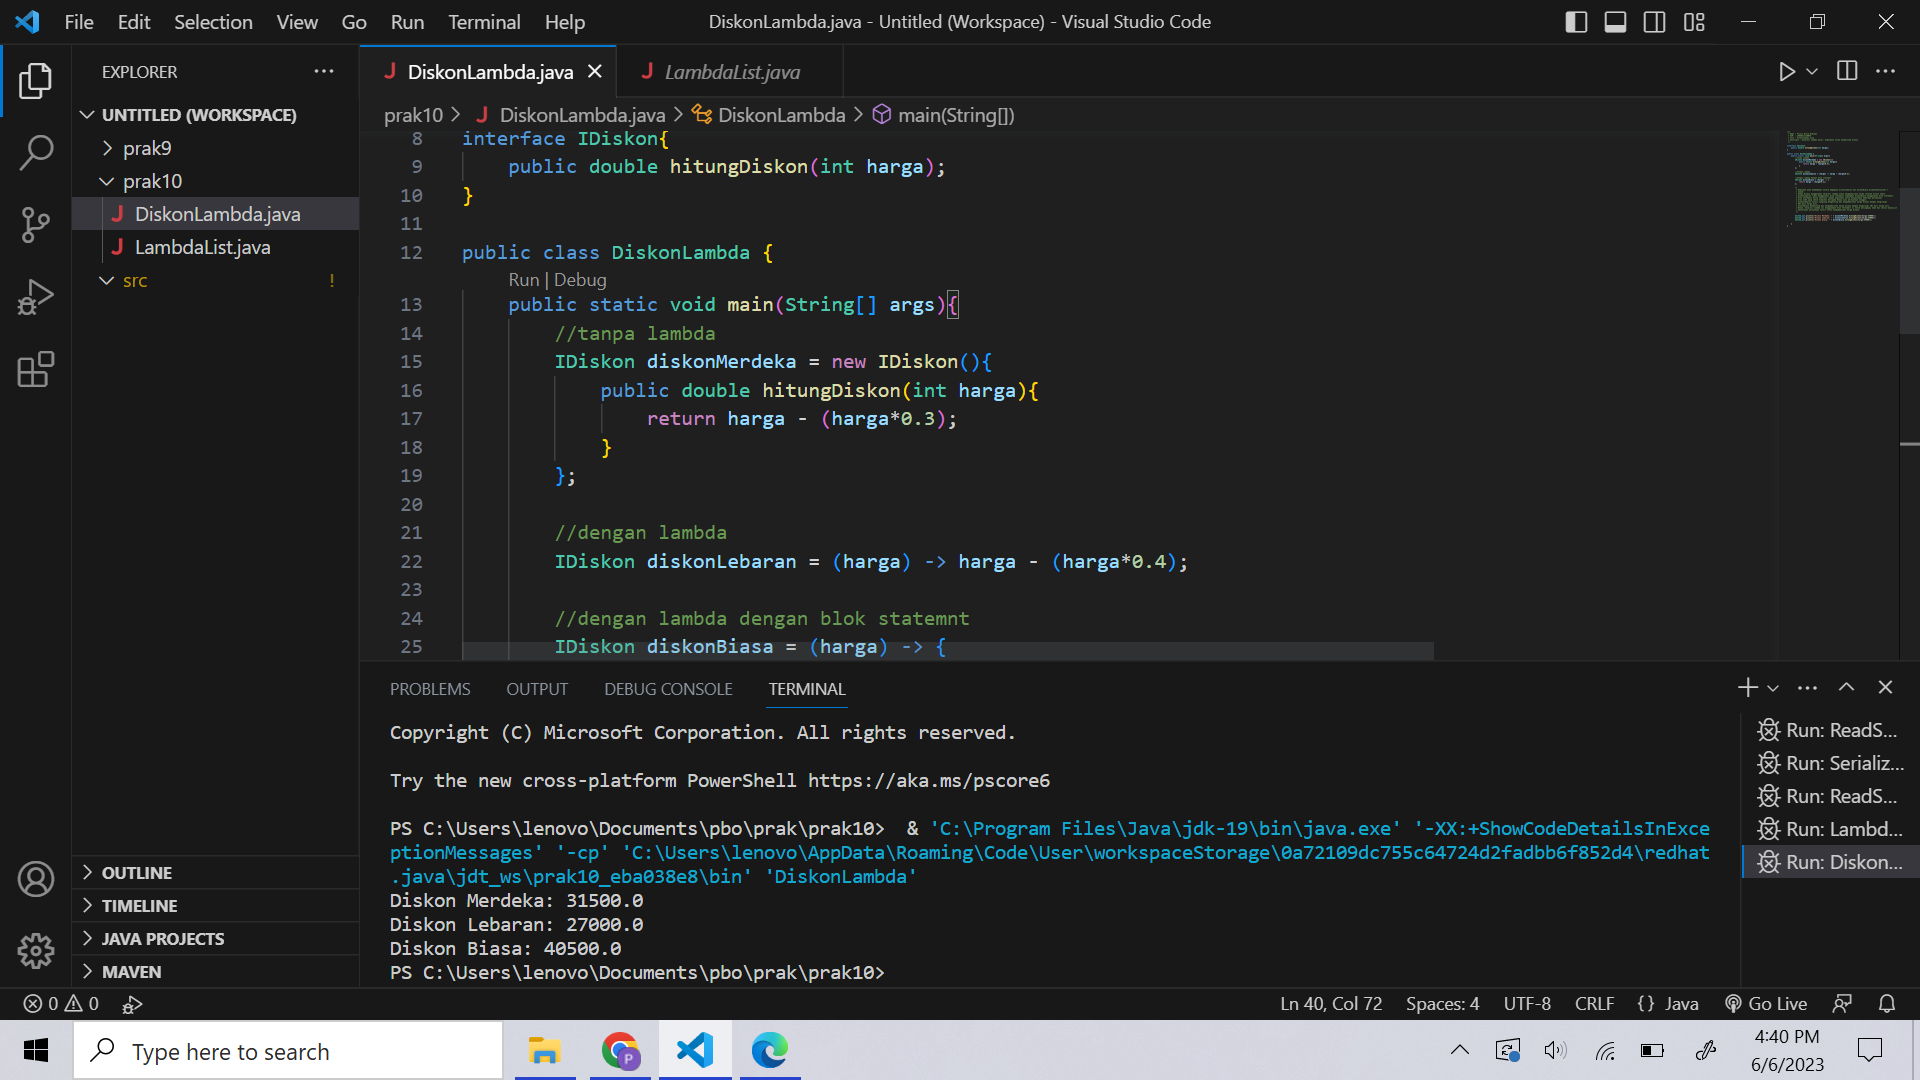 File Edit Selection View Go Run Terminal Help
DiskonLambda.java - Untitled (Workspace) - Visual Studio Code
EXPLORER
UNTITLED (WORKSPACE)
prak9
prak10
J DiskonLambda.java
J LambdaList.java
src !
OUTLINE
TIMELINE
JAVA PROJECTS
MAVEN
J DiskonLambda.java
J LambdaList.java
prak10 > J DiskonLambda.java > DiskonLambda > main(String[])
8 interface IDiskon{
9 public double hitungDiskon(int harga);
10 }
11
12 public class DiskonLambda {
Run | Debug
13 public static void main(String[] args){
14 //tanpa lambda
15 IDiskon diskonMerdeka = new IDiskon(){
16 public double hitungDiskon(int harga){
17 return harga - (harga*0.3);
18 }
19 };
20
21 //dengan lambda
22 IDiskon diskonLebaran = (harga) -> harga - (harga*0.4);
23
24 //dengan lambda dengan blok statemnt
25 IDiskon diskonBiasa = (harga) -> {
PROBLEMS OUTPUT DEBUG CONSOLE TERMINAL
Copyright (C) Microsoft Corporation. All rights reserved.
Try the new cross-platform PowerShell https://aka.ms/pscore6
PS C:\Users\lenovo\Documents\pbo\prak\prak10> & 'C:\Program Files\Java\jdk-19\bin\java.exe' '-XX:+ShowCodeDetailsInExce
ptionMessages' '-cp' 'C:\Users\lenovo\AppData\Roaming\Code\User\workspaceStorage\0a72109dc755c64724d2fadbb6f852d4\redhat
.java\jdt_ws\prak10_eba038e8\bin' 'DiskonLambda'
Diskon Merdeka: 31500.0
Diskon Lebaran: 27000.0
Diskon Biasa: 40500.0
PS C:\Users\lenovo\Documents\pbo\prak\prak10>
Run: ReadS...
Run: Serializ...
Run: ReadS...
Run: Lambd...
Run: Diskon...
0 0
Ln 40, Col 72 Spaces: 4 UTF-8 CRLF {} Java Go Live
Type here to search
P
4:40 PM
6/6/2023